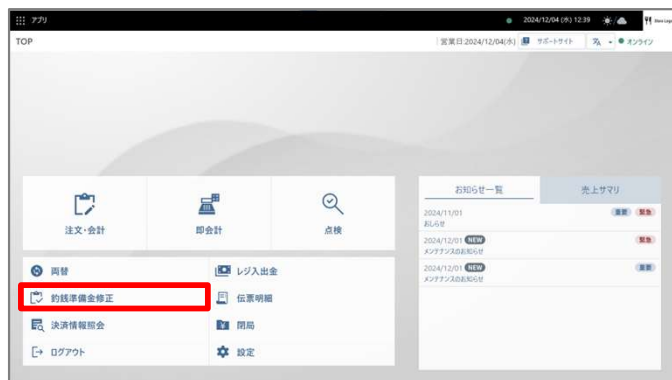 アプリ
2024/12/04 (水) 12:39
TOP
営業日:2024/12/04(水) サポートサイト オンライン
注文・会計
即会計
点検
両替
レジ入出金
釣銭準備金修正
伝票明細
決済情報照会
閉局
ログアウト
設定
お知らせ一覧
売上サマリ
2024/11/01 重要 緊急
おしらせ
2024/12/01 NEW 緊急
メンテナンスのお知らせ
2024/12/01 NEW 重要
メンテナンスのお知らせ